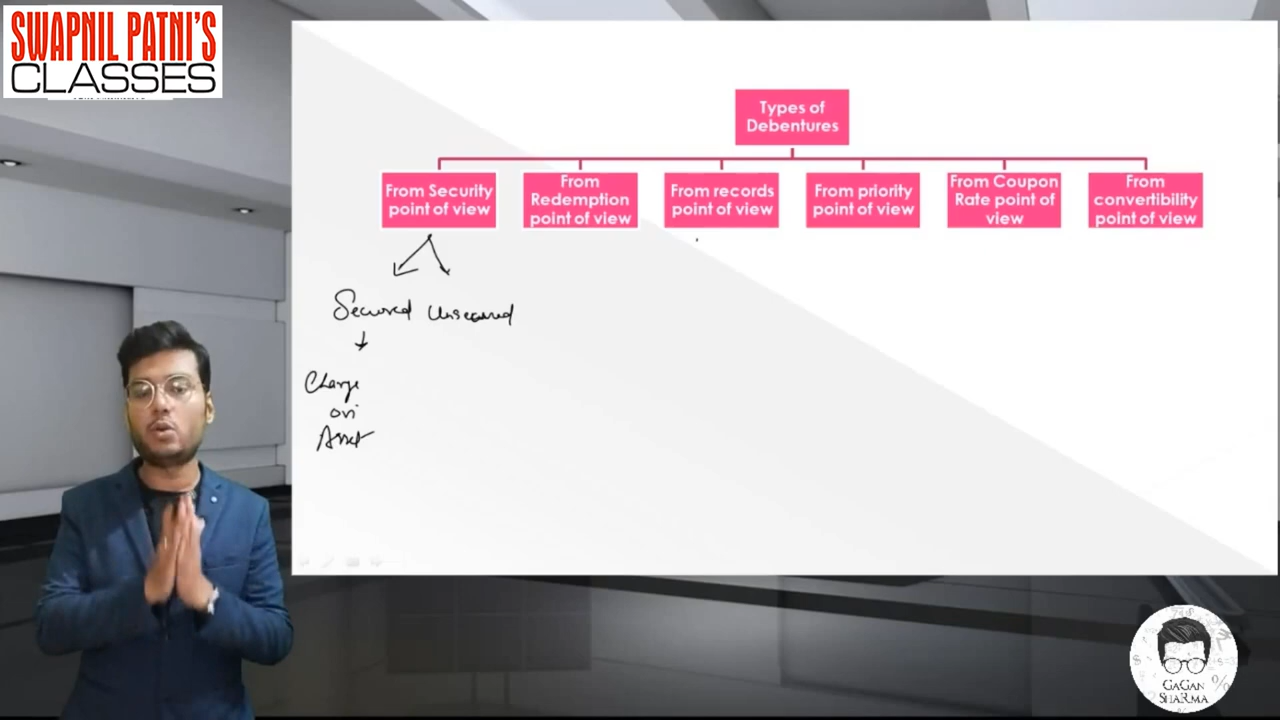 SWAPNIL PATNI'S
CLASSES
Types of
Debentures
From Security
point of view
From
Redemption
point of view
From records
point of view
From priority
point of view
From Coupon
Rate point of
view
From
convertibility
point of view
Secured Unsecured
Charge
on
Asset
GaGan
SHaRMA